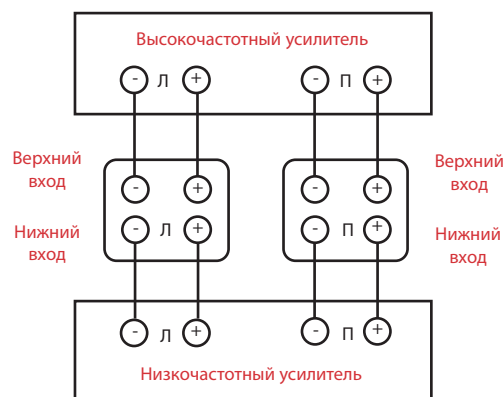 Высокочастотный усилитель
- Л + - П +
Верхний
вход
- + - +
Верхний
вход
Нижний
вход
- Л + - П +
Нижний
вход
- Л + - П +
Низкочастотный усилитель